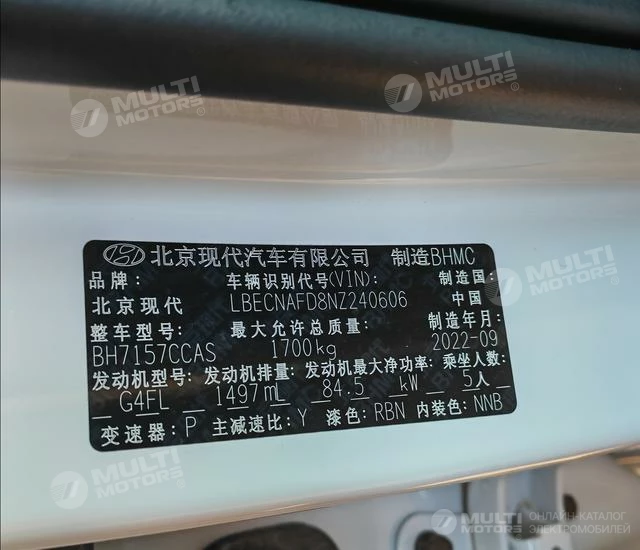 MULTI
MOTORS
MULTI
MOTORS
北京现代汽车有限公司 制造BHMC
品牌: 车辆识别代号(VIN): 制造国:
北京现代 LBECNAFD8NZ240606 中国
整车型号: 最大允许总质量: 制造年月:
BH7157CCAS 1700kg 2022-09
发动机型号: 发动机排量: 发动机最大净功率: 乘坐人数:
G4FL 1497mL 84.5 kW 5人
变速器: P 主减速比: Y 漆色: RBN 内装色: NNB
MULTI
MOTORS
MULTI
MOTORS
MULTI
MOTORS
ОНЛАЙН-КАТАЛОГ
ЭЛЕКТРОМОБИЛЕЙ